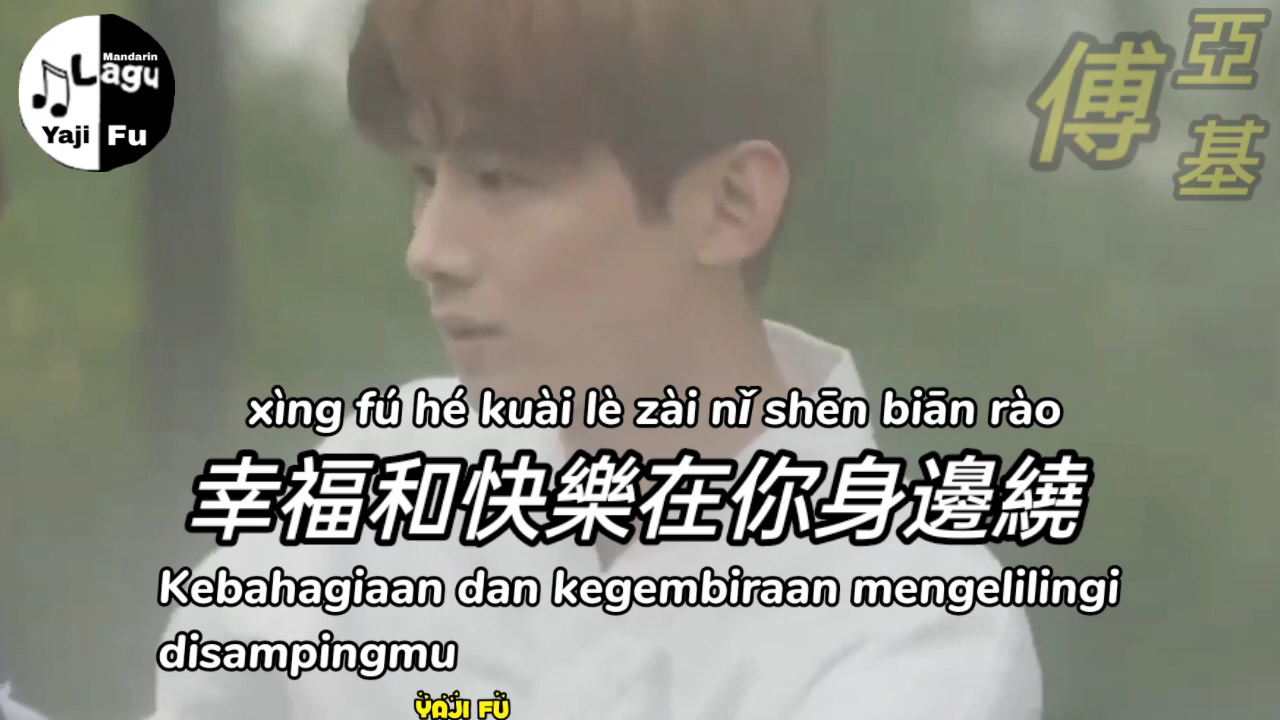 Mandarin
Lagu
Yaji Fu
傅亞基
xìng fú hé kuài lè zài nǐ shēn biān rào
幸福和快樂在你身邊繞
Kebahagiaan dan kegembiraan mengelilingi
disampingmu
YAJI FU